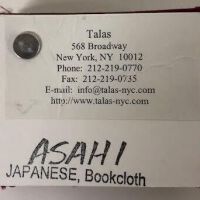 Talas
568 Broadway
New York, NY 10012
Phone: 212-219-0770
Fax: 212-219-0735
E-mail: info@talas-nyc.com
http://www.talas-nyc.com
ASAHI
JAPANESE, Bookcloth